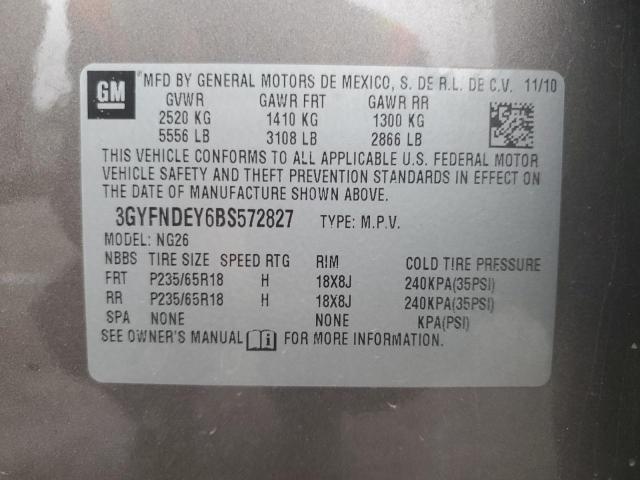 GM MFD BY GENERAL MOTORS DE MEXICO, S. DE R.L. DE C.V. 11/10
GVWR GAWR FRT GAWR RR
2520 KG 1410 KG 1300 KG
5556 LB 3108 LB 2866 LB
THIS VEHICLE CONFORMS TO ALL APPLICABLE U.S. FEDERAL MOTOR
VEHICLE SAFETY AND THEFT PREVENTION STANDARDS IN EFFECT ON
THE DATE OF MANUFACTURE SHOWN ABOVE.
3GYFNDEY6BS572827 TYPE: M.P.V.
MODEL: NG26
NBBS TIRE SIZE SPEED RTG RIM COLD TIRE PRESSURE
FRT P235/65R18 H 18X8J 240KPA(35PSI)
RR P235/65R18 H 18X8J 240KPA(35PSI)
SPA NONE NONE KPA(PSI)
SEE OWNER'S MANUAL FOR MORE INFORMATION.